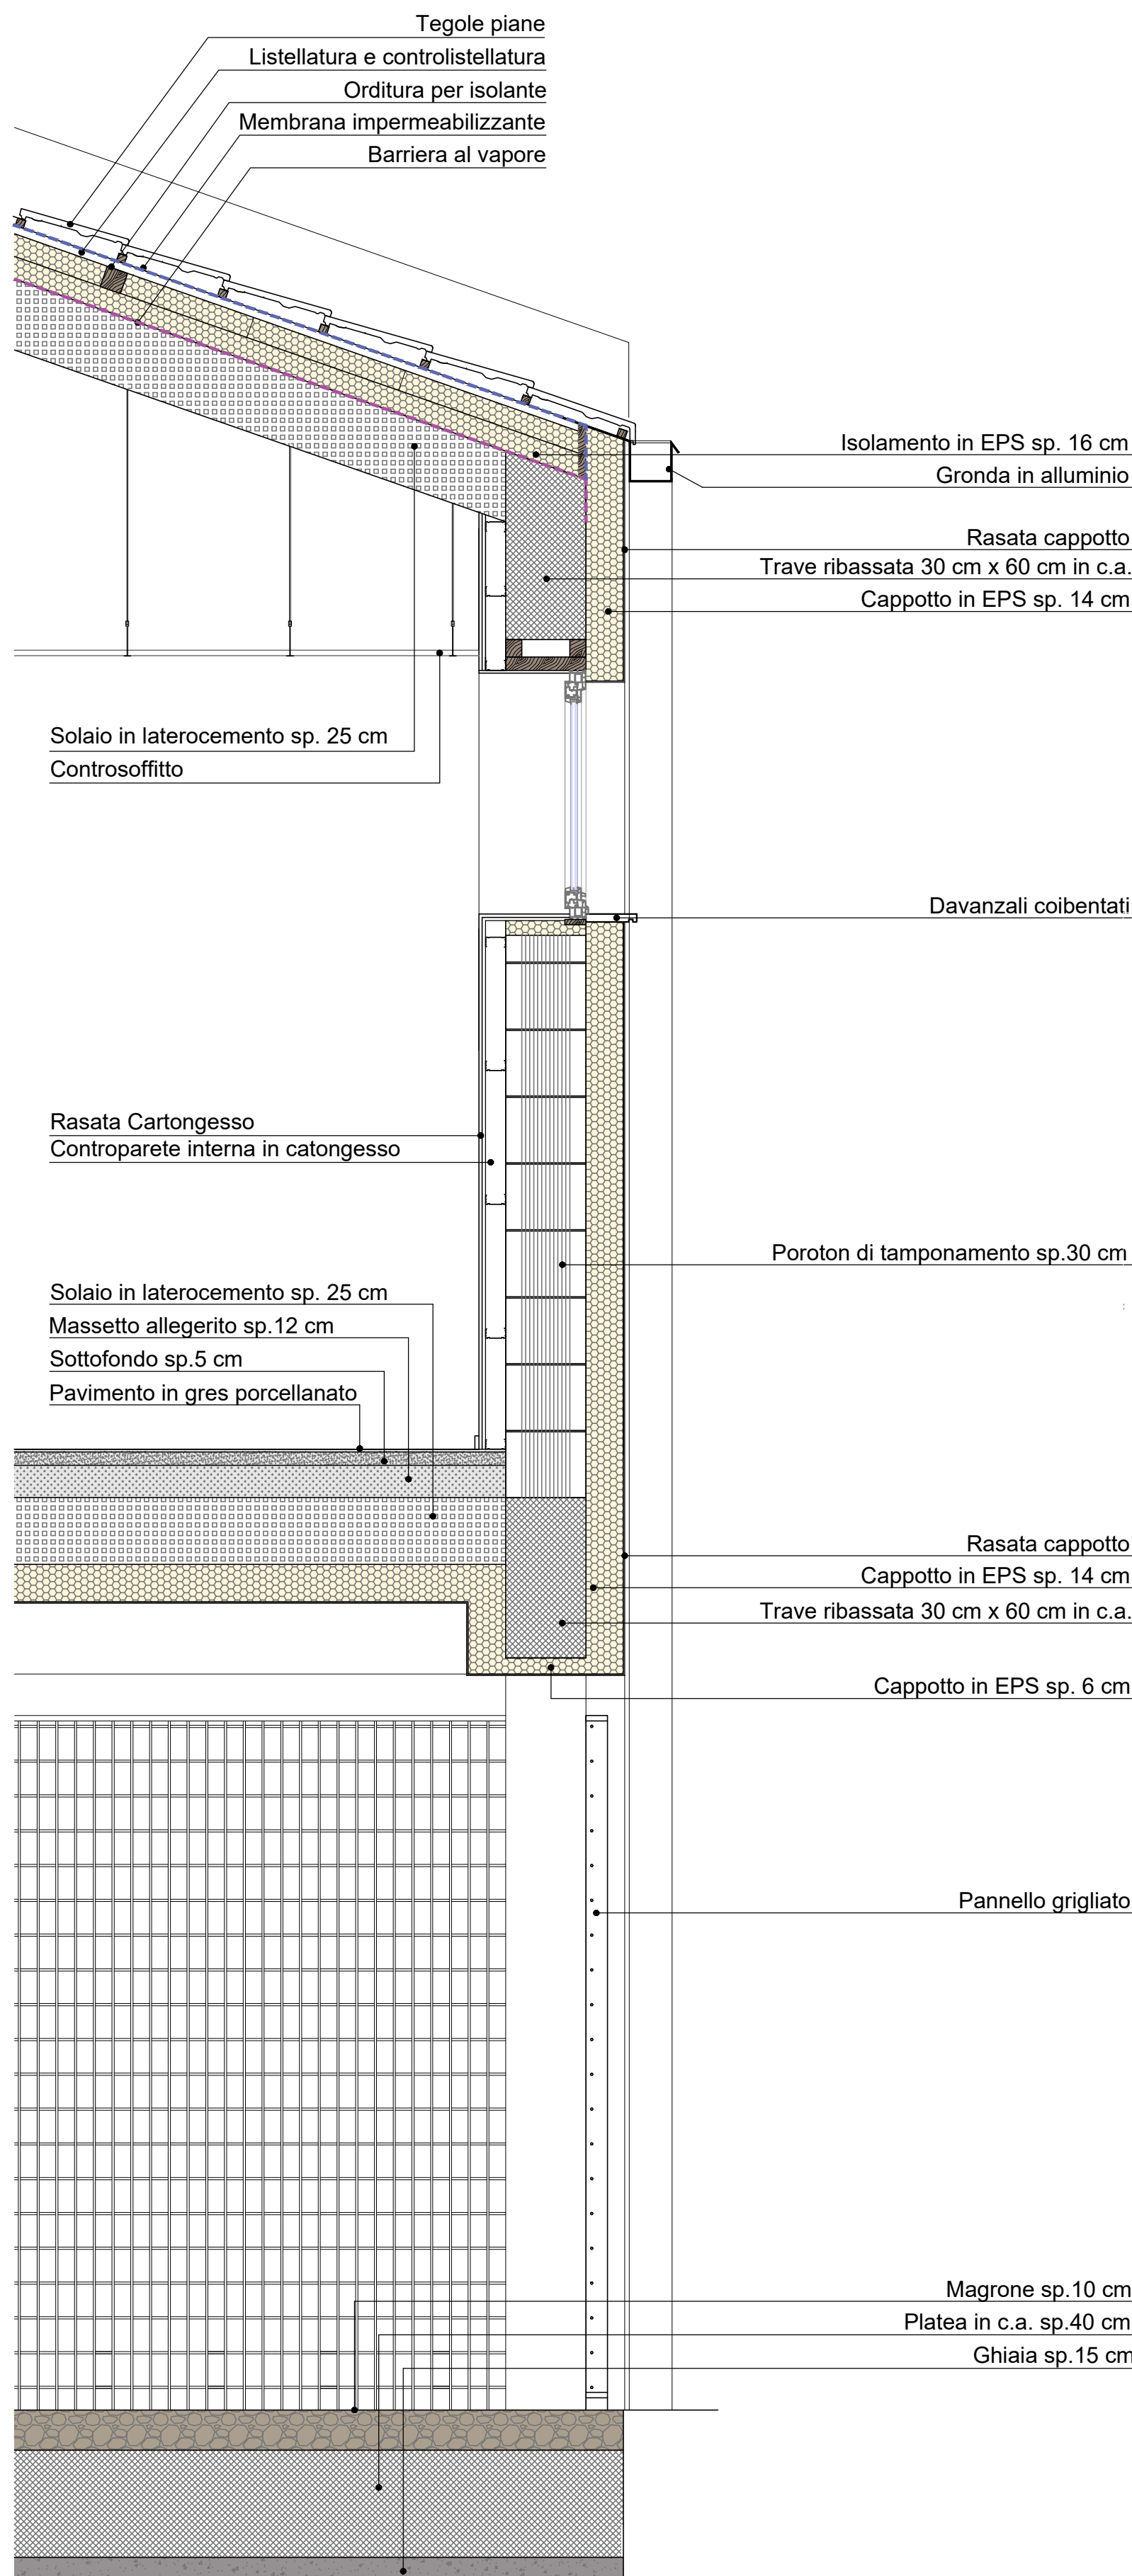 Tegole piane
Listellatura e controlistellatura
Orditura per isolante
Membrana impermeabilizzante
Barriera al vapore
Isolamento in EPS sp. 16 cm
Gronda in alluminio
Rasata cappotto
Trave ribassata 30 cm x 60 cm in c.a.
Cappotto in EPS sp. 14 cm
Solaio in laterocemento sp. 25 cm
Controsoffitto
Davanzali coibentati
Rasata Cartongesso
Controparete interna in catongesso
Poroton di tamponamento sp.30 cm
Solaio in laterocemento sp. 25 cm
Massetto allegerito sp.12 cm
Sottofondo sp.5 cm
Pavimento in gres porcellanato
Rasata cappotto
Cappotto in EPS sp. 14 cm
Trave ribassata 30 cm x 60 cm in c.a.
Cappotto in EPS sp. 6 cm
Pannello grigliato
Magrone sp.10 cm
Platea in c.a. sp.40 cm
Ghiaia sp.15 cm